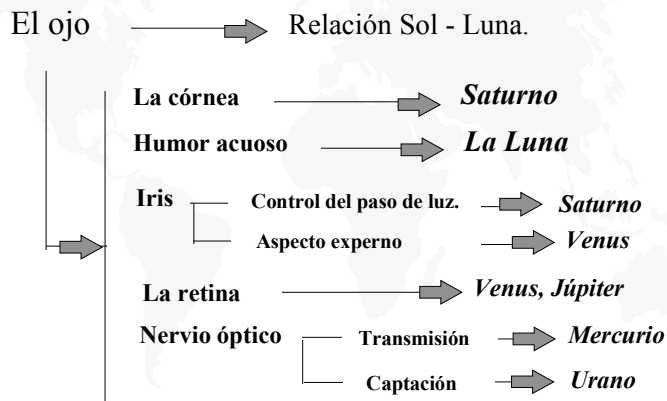 El ojo Relación Sol - Luna.
La córnea Saturno
Humor acuoso La Luna
Iris Control del paso de luz. Saturno
Aspecto experno Venus
La retina Venus, Júpiter
Nervio óptico Transmisión Mercurio
Captación Urano